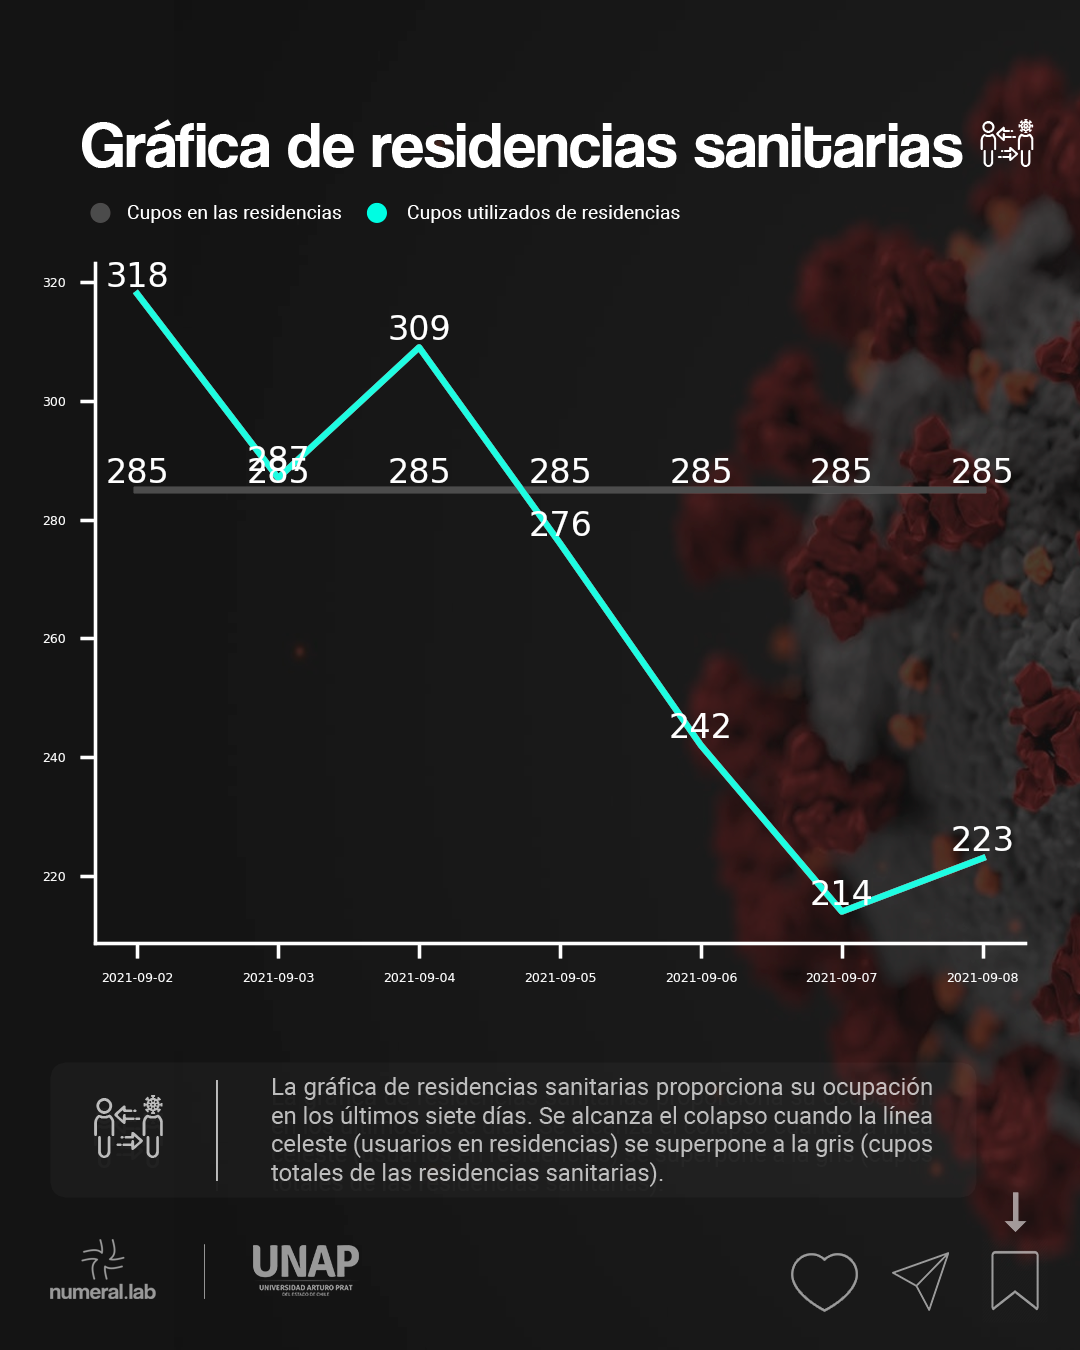 Gráfica de residencias sanitarias
Cupos en las residencias
Cupos utilizados de residencias
320
300
280
260
240
220
318
287
309
276
242
214
223
285
285
285
285
285
285
285
2021-09-02
2021-09-03
2021-09-04
2021-09-05
2021-09-06
2021-09-07
2021-09-08
La gráfica de residencias sanitarias proporciona su ocupación
en los últimos siete días. Se alcanza el colapso cuando la línea
celeste (usuarios en residencias) se superpone a la gris (cupos
totales de las residencias sanitarias).
numeral.lab
UNAP
UNIVERSIDAD ARTURO PRAT
DEL ESTADO DE CHILE